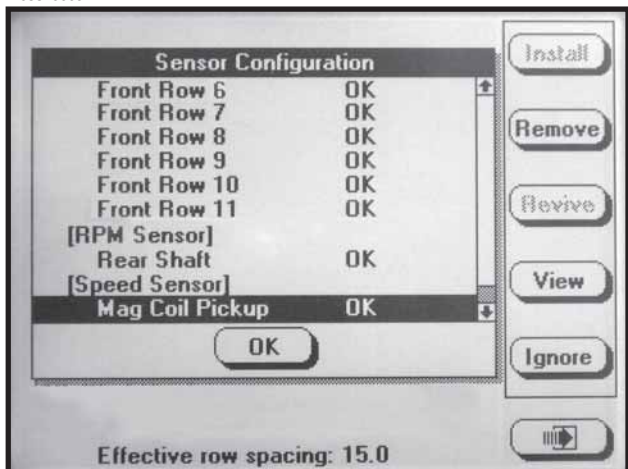 Sensor Configuration
Front Row 6 OK
Front Row 7 OK
Front Row 8 OK
Front Row 9 OK
Front Row 10 OK
Front Row 11 OK
[RPM Sensor]
Rear Shaft OK
[Speed Sensor]
Mag Coil Pickup OK
OK
Effective row spacing: 15.0
Install
Remove
Revive
View
Ignore